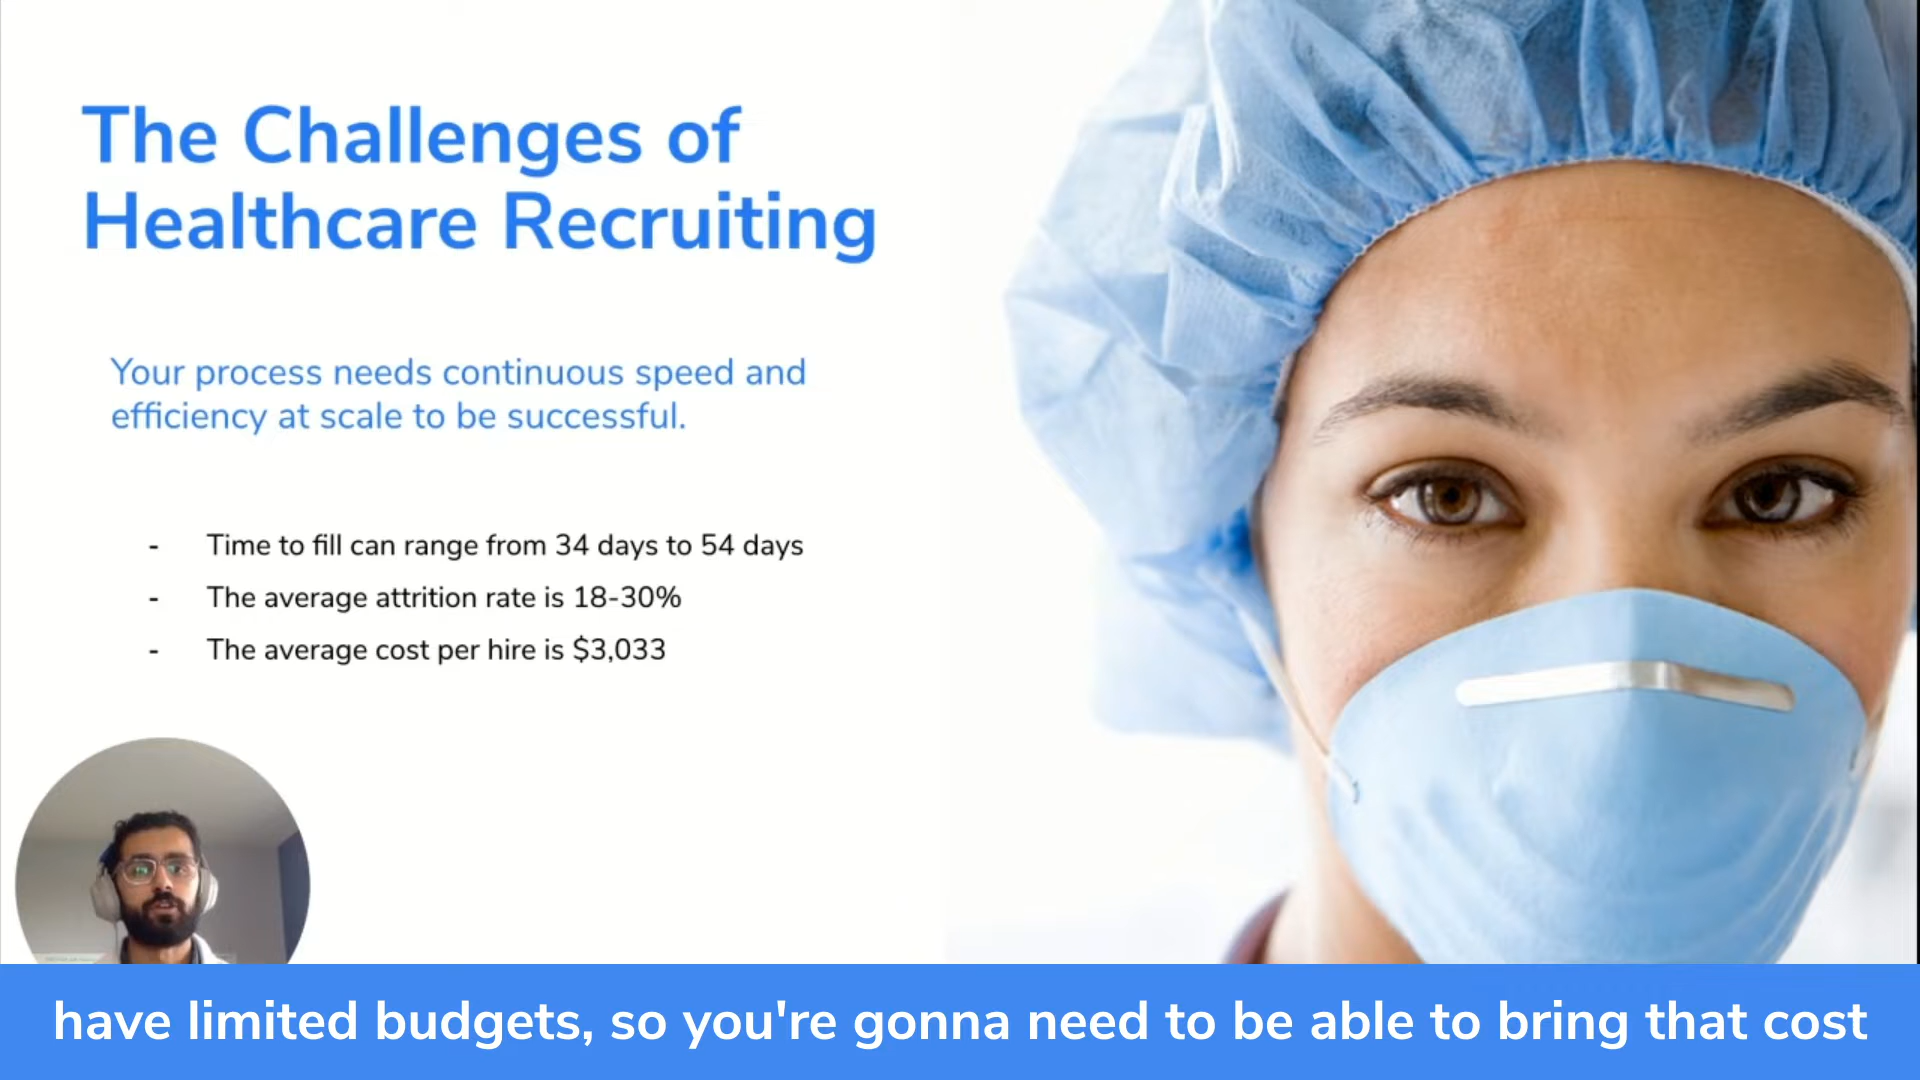 The Challenges of
Healthcare Recruiting
Your process needs continuous speed and
efficiency at scale to be successful.
- Time to fill can range from 34 days to 54 days
- The average attrition rate is 18-30%
- The average cost per hire is $3,033
have limited budgets, so you're gonna need to be able to bring that cost